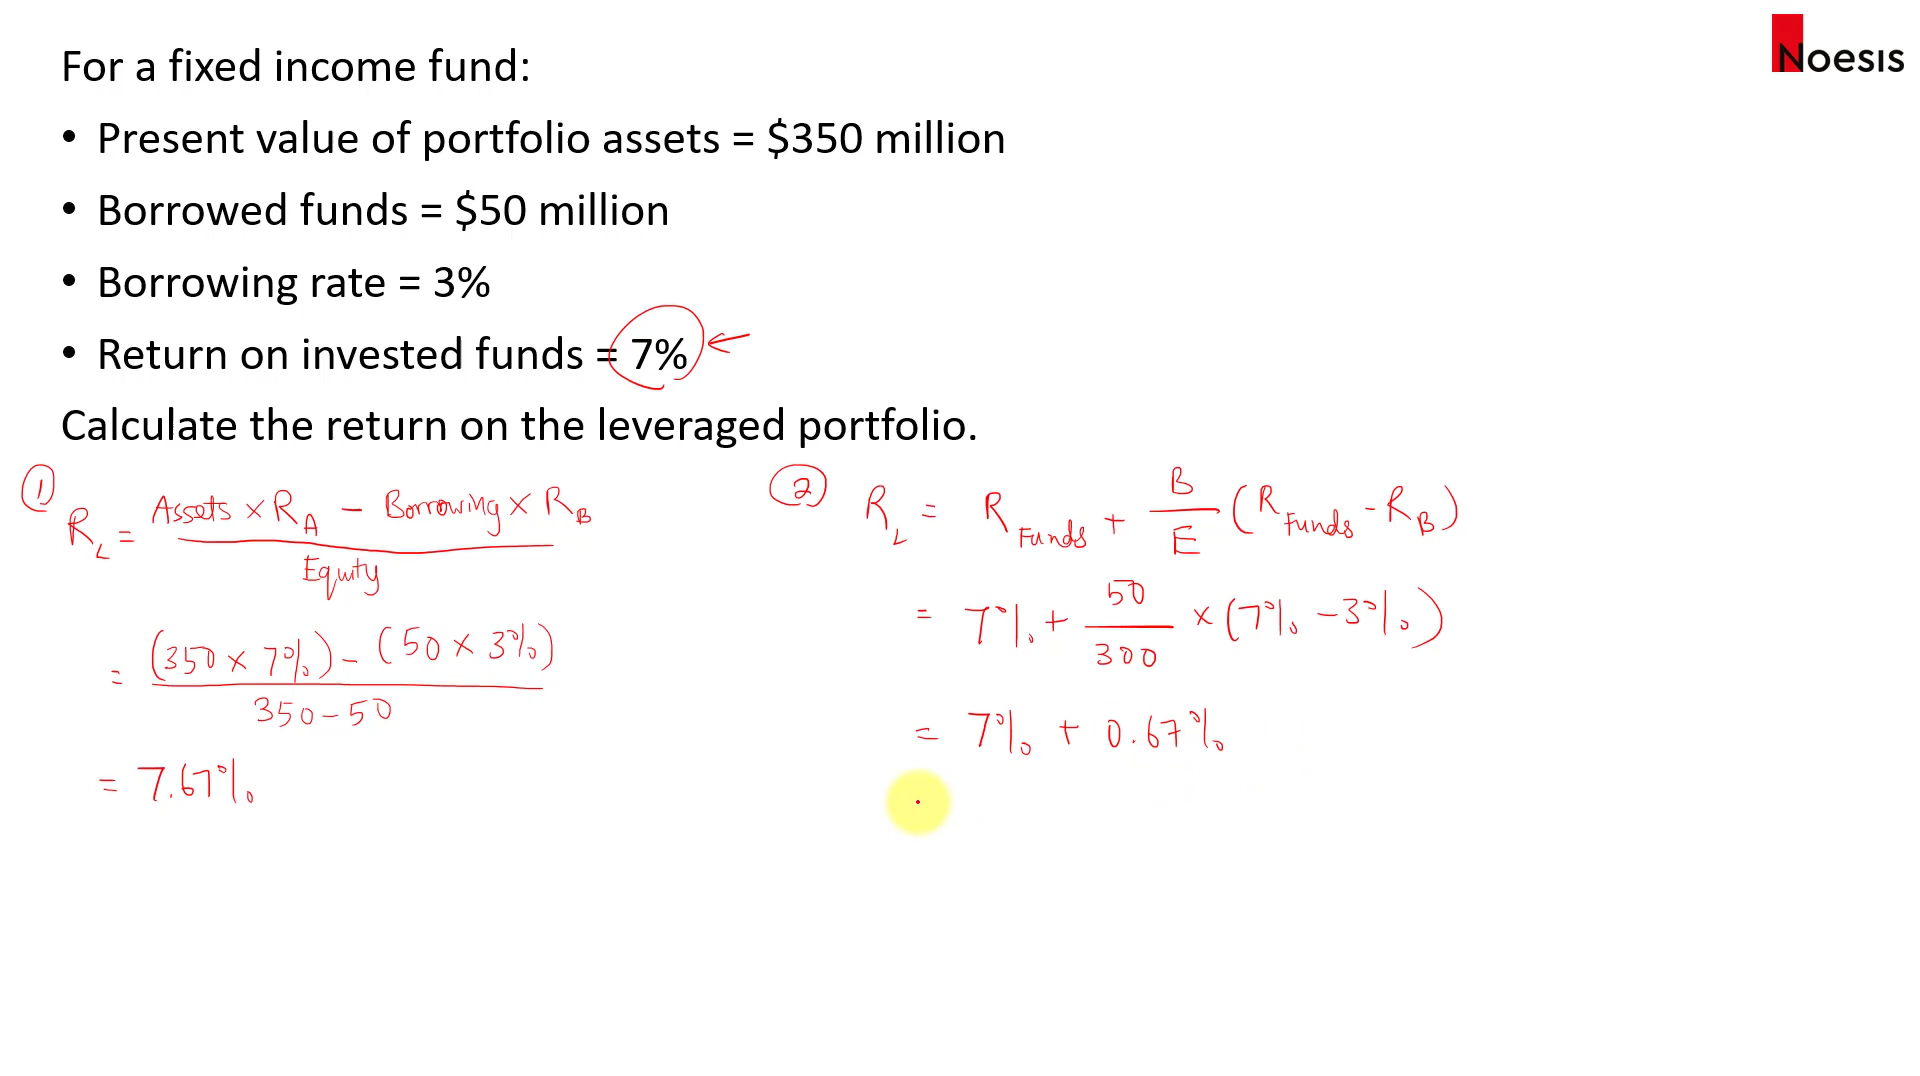 Noesis
For a fixed income fund:
• Present value of portfolio assets = $350 million
• Borrowed funds = $50 million
• Borrowing rate = 3%
• Return on invested funds = 7% ←
Calculate the return on the leveraged portfolio.
① R_L = (Assets × R_A − Borrowing × R_B) / Equity
= ((350 × 7%) − (50 × 3%)) / (350 − 50)
= 7.67%
② R_L = R_Funds + B/E (R_Funds - R_B)
= 7% + 50/300 × (7% − 3%)
= 7% + 0.67%